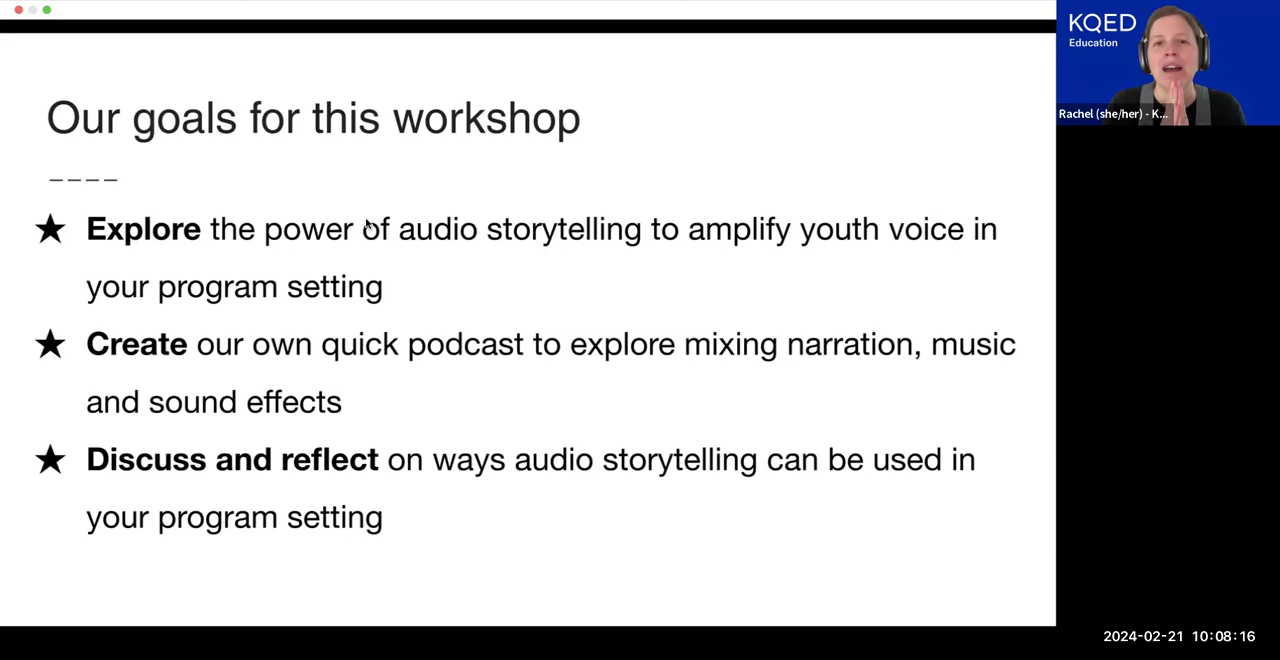 Our goals for this workshop
★ Explore the power of audio storytelling to amplify youth voice in
your program setting
★ Create our own quick podcast to explore mixing narration, music
and sound effects
★ Discuss and reflect on ways audio storytelling can be used in
your program setting
KQED
Education
Rachel (she/her) - K...
2024-02-21 10:08:16